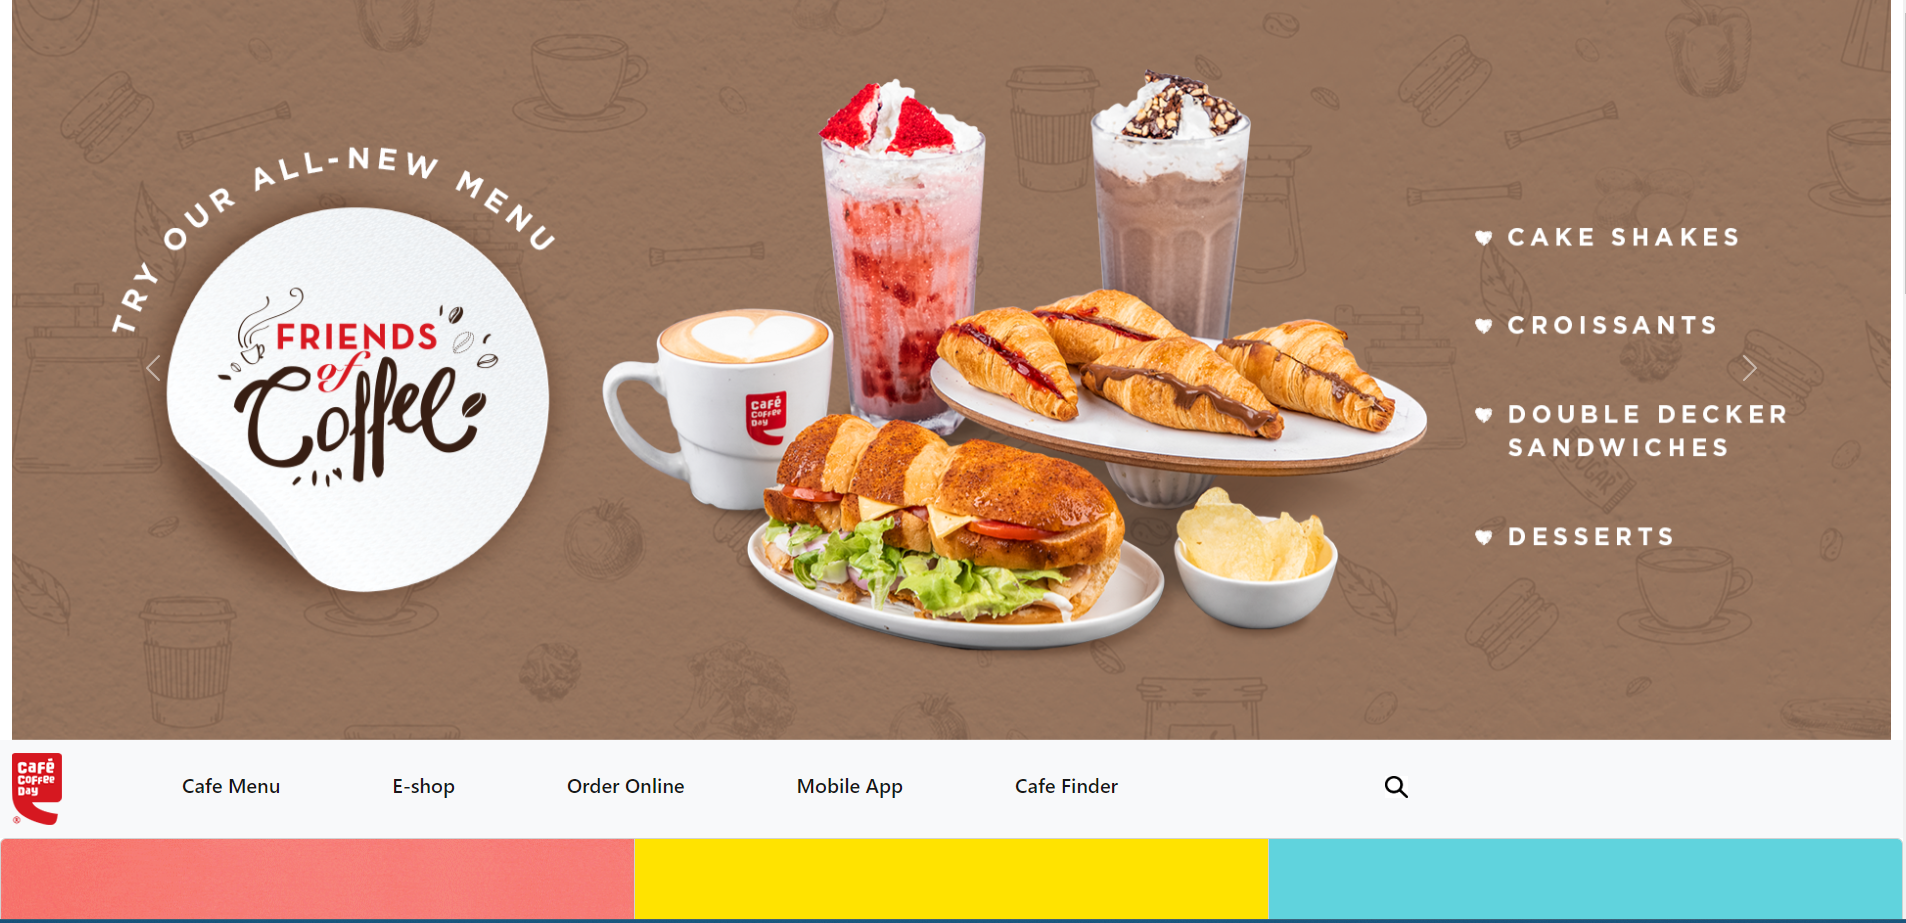 TRY OUR ALL-NEW MENU
FRIENDS
of
Coffee
Café
Coffee
Day
CAKE SHAKES
CROISSANTS
DOUBLE DECKER
SANDWICHES
DESSERTS
SUGAR
Café
Coffee
Day
®
Cafe Menu
E-shop
Order Online
Mobile App
Cafe Finder